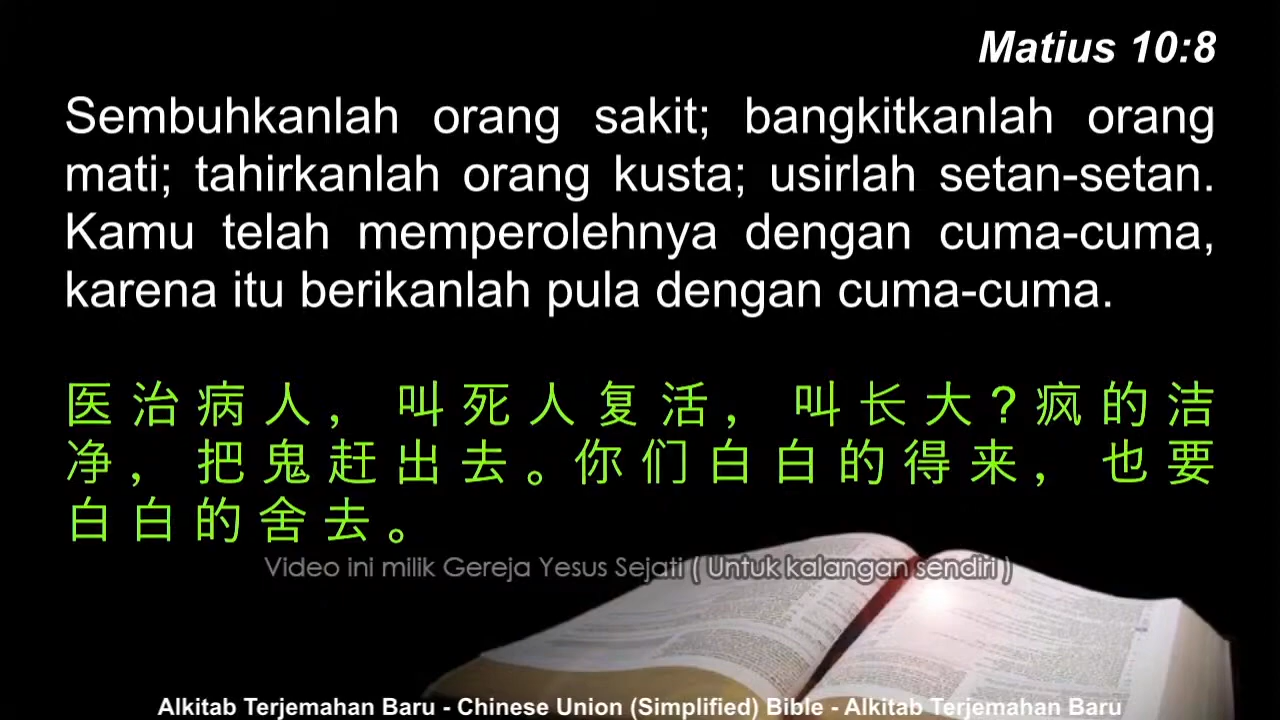 Matius 10:8
Sembuhkanlah orang sakit; bangkitkanlah orang
mati; tahirkanlah orang kusta; usirlah setan-setan.
Kamu telah memperolehnya dengan cuma-cuma,
karena itu berikanlah pula dengan cuma-cuma.
医治病人，叫死人复活，叫长大?疯的洁
净，把鬼赶出去。你们白白的得来，也要
白白的舍去。
Video ini milik Gereja Yesus Sejati ( Untuk kalangan sendiri )
Alkitab Terjemahan Baru - Chinese Union (Simplified) Bible - Alkitab Terjemahan Baru